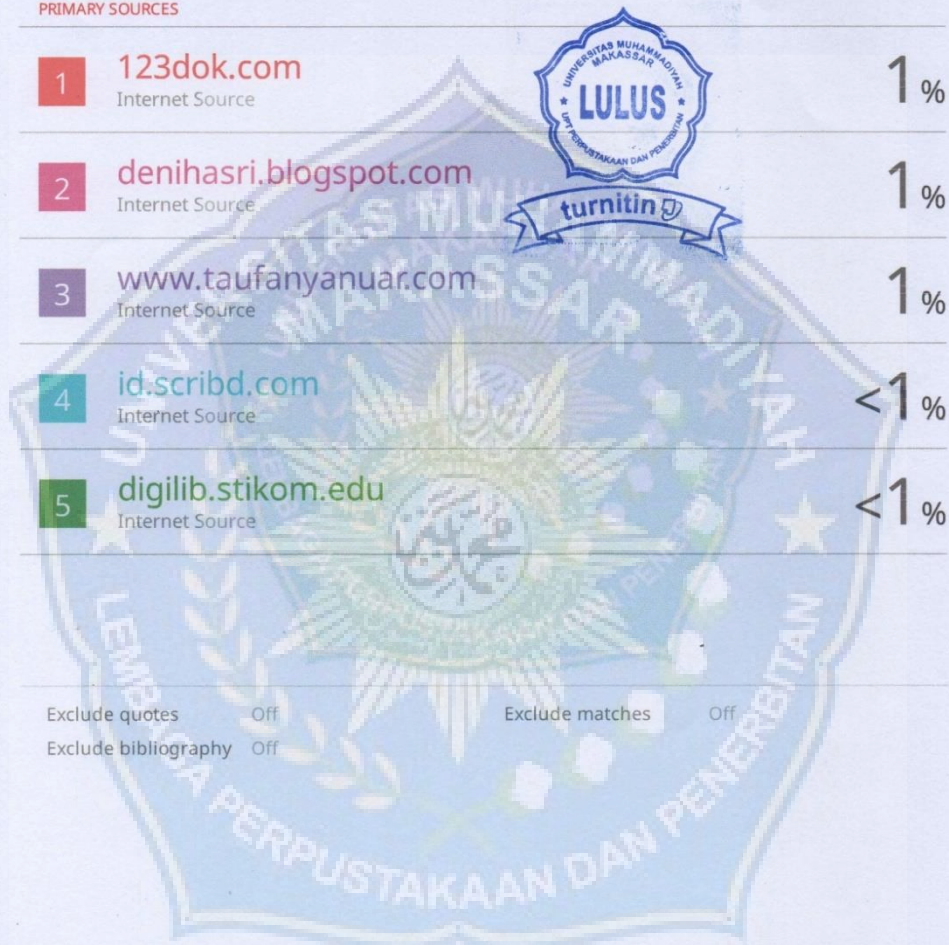 PRIMARY SOURCES
1 123dok.com 1%
Internet Source
2 denihasri.blogspot.com 1%
Internet Source
3 www.taufanyanuar.com 1%
Internet Source
4 id.scribd.com <1%
Internet Source
5 digilib.stikom.edu <1%
Internet Source
UNIVERSITAS MUHAMMADIYAH
MAKASSAR
LULUS
UPT PERPUSTAKAAN DAN PENERBITAN
turnitin
UNIVERSITAS MUHAMMADIYAH
MAKASSAR
LEMBAGA PERPUSTAKAAN DAN PENERBITAN
Exclude quotes Off Exclude matches Off
Exclude bibliography Off